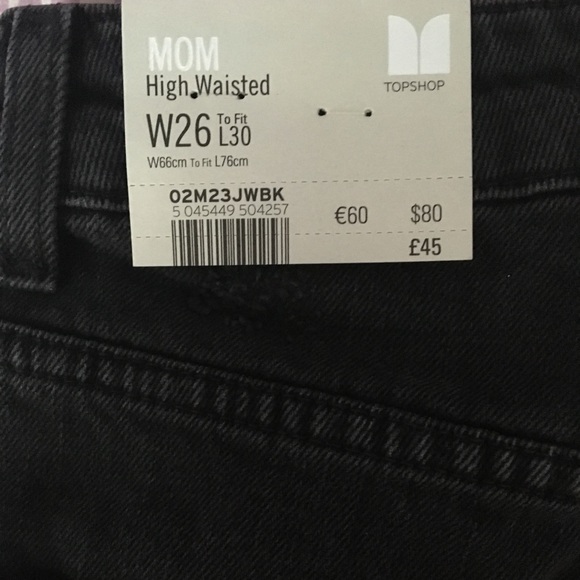 MOM
High Waisted
TOPSHOP
W26 To Fit L30
W66cm To Fit L76cm
02M23JWBK
5 045449 504257
€60 $80
£45